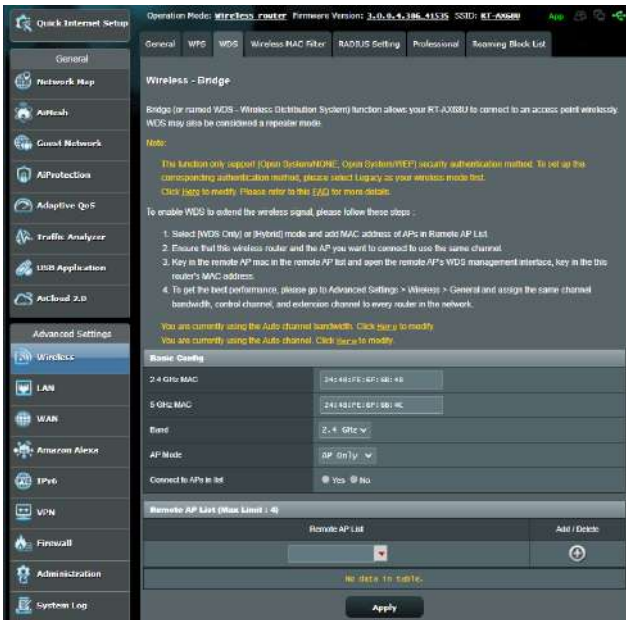 Quick Internet Setup
Operation Mode: Wireless router Firmware Version: 3.0.0.4.386_41535 SSID: RT-AX68U App
General WPS WDS Wireless MAC Filter RADIUS Setting Professional Roaming Block List
General
Network Map
AiMesh
Guest Network
AiProtection
Adaptive QoS
Traffic Analyzer
USB Application
AiCloud 2.0
Advanced Settings
Wireless
LAN
WAN
Amazon Alexa
IPv6
VPN
Firewall
Administration
System Log
Wireless - Bridge
Bridge (or named WDS - Wireless Distribution System) function allows your RT-AX68U to connect to an access point wirelessly.
WDS may also be considered a repeater mode.
Note:
The function only support [Open System/NONE, Open System/WEP] security authentication method. To set up the
corresponding authentication method, please select Legacy as your wireless mode first.
Click Here to modify. Please refer to this FAQ for more details.
To enable WDS to extend the wireless signal, please follow these steps :
1. Select [WDS Only] or [Hybrid] mode and add MAC address of APs in Remote AP List.
2. Ensure that this wireless router and the AP you want to connect to use the same channel.
3. Key in the remote AP mac in the remote AP list and open the remote AP's WDS management interface, key in the this
router's MAC address.
4. To get the best performance, please go to Advanced Settings > Wireless > General and assign the same channel
bandwidth, control channel, and extension channel to every router in the network.
You are currently using the Auto channel bandwidth. Click Here to modify
You are currently using the Auto channel. Click Here to modify.
Basic Config
2.4 GHz MAC
5 GHz MAC
Band 2.4 GHz
AP Mode AP Only
Connect to APs in list Yes No
Remote AP List (Max Limit : 4)
Remote AP List Add / Delete
No data in table.
Apply